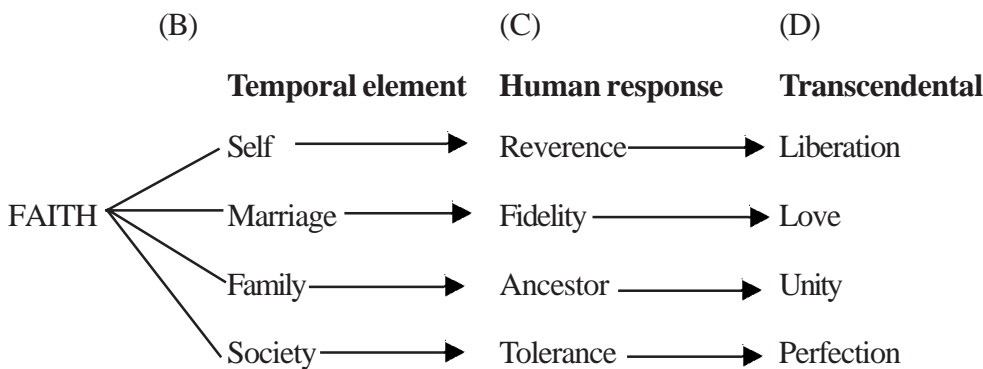 (B) (C) (D)
Temporal element Human response Transcendental
Self Reverence Liberation
FAITH Marriage Fidelity Love
Family Ancestor Unity
Society Tolerance Perfection